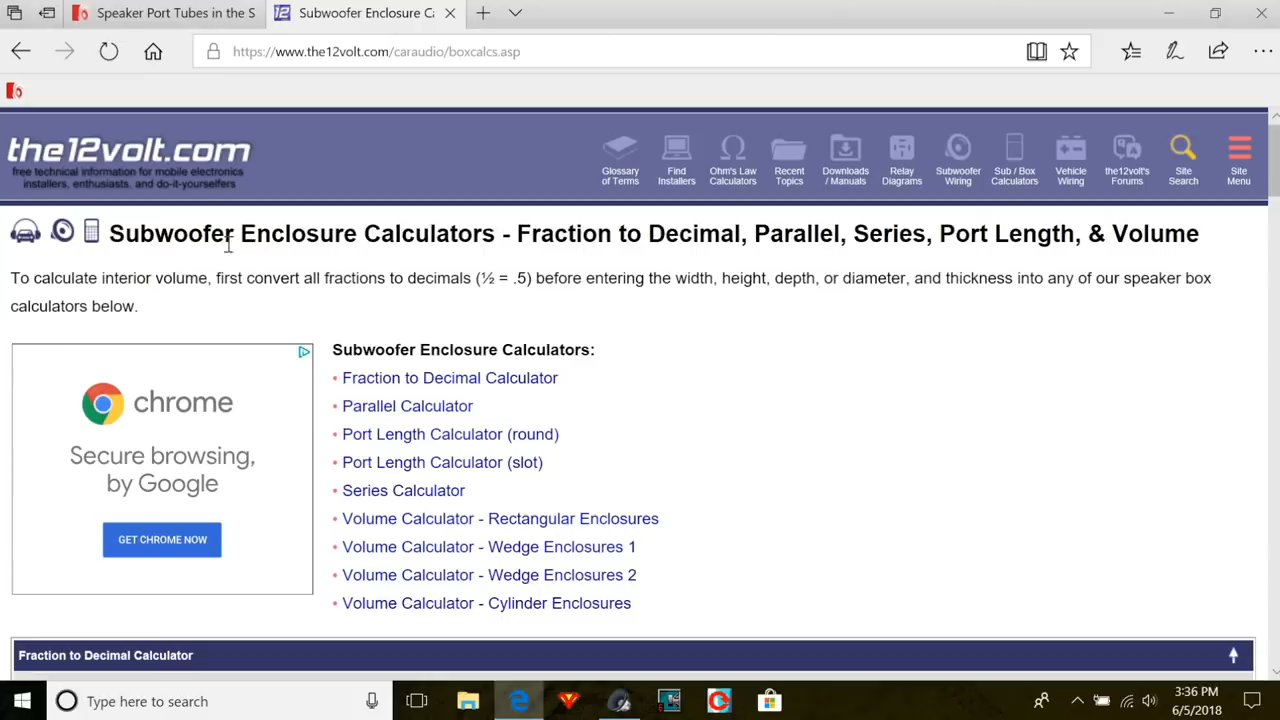 Speaker Port Tubes in the S
Subwoofer Enclosure Ca
https://www.the12volt.com/caraudio/boxcalcs.asp
the12volt.com
free technical information for mobile electronics
installers, enthusiasts, and do-it-yourselfers
Glossary of Terms
Find Installers
Ohm's Law Calculators
Recent Topics
Downloads / Manuals
Relay Diagrams
Subwoofer Wiring
Sub / Box Calculators
Vehicle Wiring
the12volt's Forums
Site Search
Site Menu
Subwoofer Enclosure Calculators - Fraction to Decimal, Parallel, Series, Port Length, & Volume
To calculate interior volume, first convert all fractions to decimals (½ = .5) before entering the width, height, depth, or diameter, and thickness into any of our speaker box
calculators below.
chrome
Secure browsing,
by Google
GET CHROME NOW
Subwoofer Enclosure Calculators:
• Fraction to Decimal Calculator
• Parallel Calculator
• Port Length Calculator (round)
• Port Length Calculator (slot)
• Series Calculator
• Volume Calculator - Rectangular Enclosures
• Volume Calculator - Wedge Enclosures 1
• Volume Calculator - Wedge Enclosures 2
• Volume Calculator - Cylinder Enclosures
Fraction to Decimal Calculator
Type here to search
3:36 PM
6/5/2018